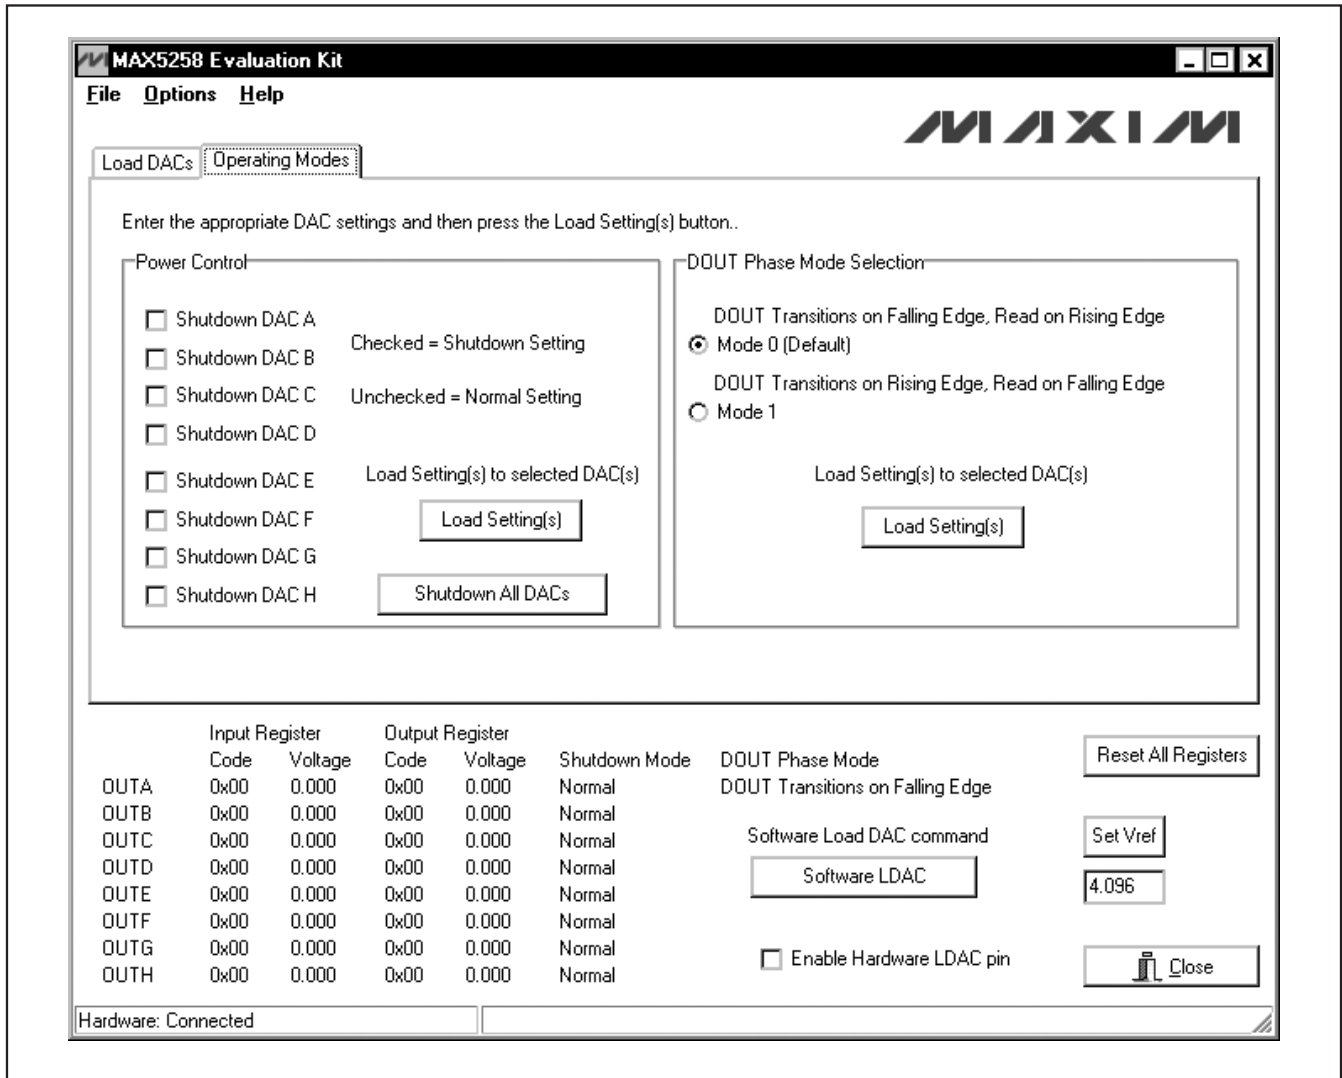 MAX5258 Evaluation Kit
File Options Help
MAXIM
Load DACs Operating Modes
Enter the appropriate DAC settings and then press the Load Setting(s) button..
Power Control
Shutdown DAC A
Shutdown DAC B
Shutdown DAC C
Shutdown DAC D
Shutdown DAC E
Shutdown DAC F
Shutdown DAC G
Shutdown DAC H
Checked = Shutdown Setting
Unchecked = Normal Setting
Load Setting(s) to selected DAC(s)
Load Setting(s)
Shutdown All DACs
DOUT Phase Mode Selection
DOUT Transitions on Falling Edge, Read on Rising Edge
Mode 0 (Default)
DOUT Transitions on Rising Edge, Read on Falling Edge
Mode 1
Load Setting(s) to selected DAC(s)
Load Setting(s)
Input Register Output Register
Code Voltage Code Voltage Shutdown Mode
OUTA 0x00 0.000 0x00 0.000 Normal
OUTB 0x00 0.000 0x00 0.000 Normal
OUTC 0x00 0.000 0x00 0.000 Normal
OUTD 0x00 0.000 0x00 0.000 Normal
OUTE 0x00 0.000 0x00 0.000 Normal
OUTF 0x00 0.000 0x00 0.000 Normal
OUTG 0x00 0.000 0x00 0.000 Normal
OUTH 0x00 0.000 0x00 0.000 Normal
DOUT Phase Mode
DOUT Transitions on Falling Edge
Software Load DAC command
Software LDAC
Enable Hardware LDAC pin
Reset All Registers
Set Vref
4.096
Close
Hardware: Connected